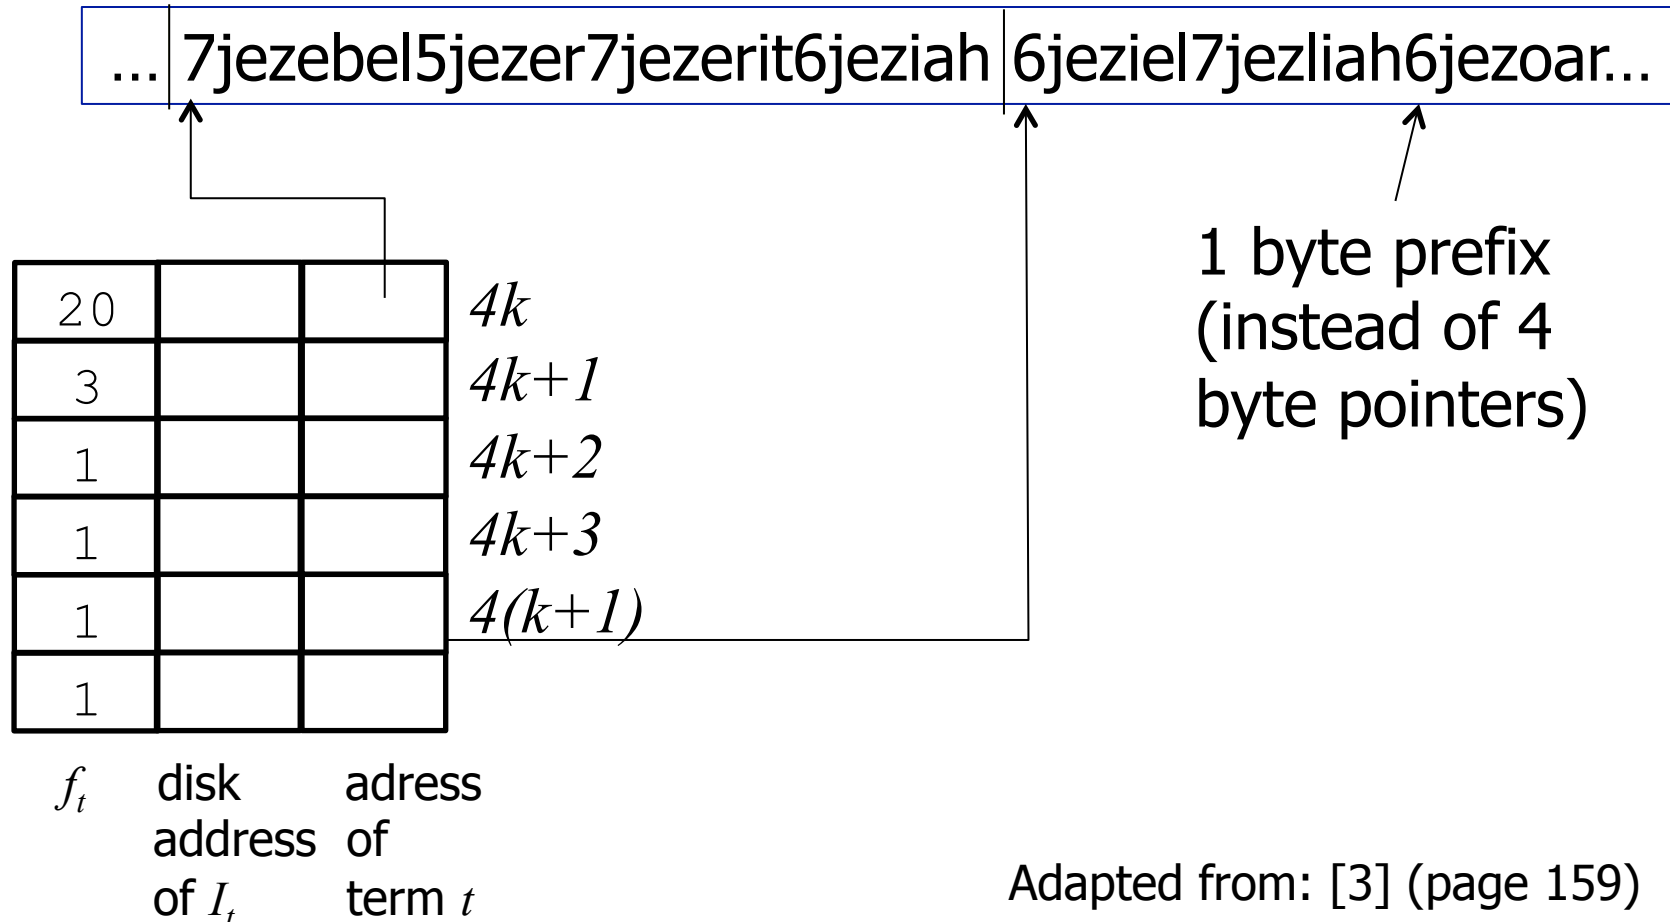 ... 7jezebel5jezer7jezerit6jeziah 6jeziel7jezliah6jezoar...
1 byte prefix
(instead of 4
byte pointers)
20 4k
3 4k+1
1 4k+2
1 4k+3
1 4(k+1)
1
f_t disk adress
address of
of I_t term t
Adapted from: [3] (page 159)